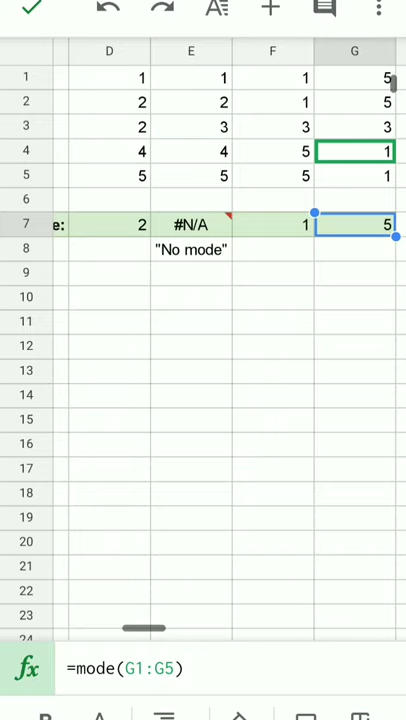 D E F G
1 1 1 1 5
2 2 2 1 5
3 2 3 3 3
4 4 4 5 1
5 5 5 5 1
6
7 e: 2 #N/A 1 5
8 "No mode"
9
10
11
12
13
14
15
16
17
18
19
20
21
22
23
24
fx =mode(G1:G5)